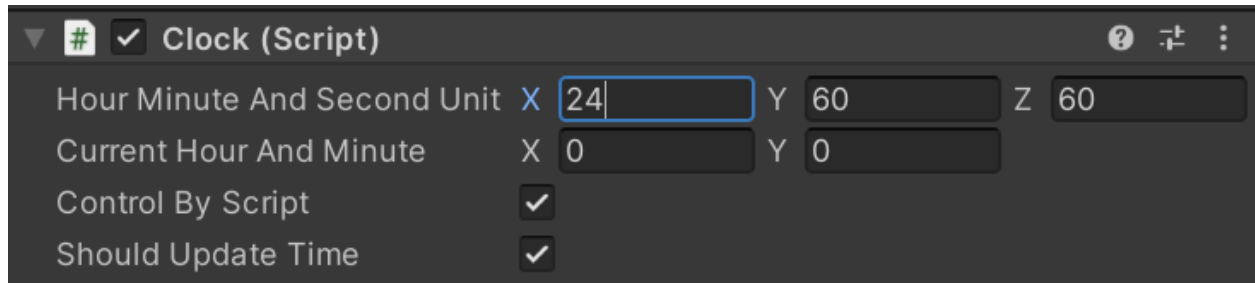 # Clock (Script) ?
Hour Minute And Second Unit X 24 Y 60 Z 60
Current Hour And Minute X 0 Y 0
Control By Script
Should Update Time